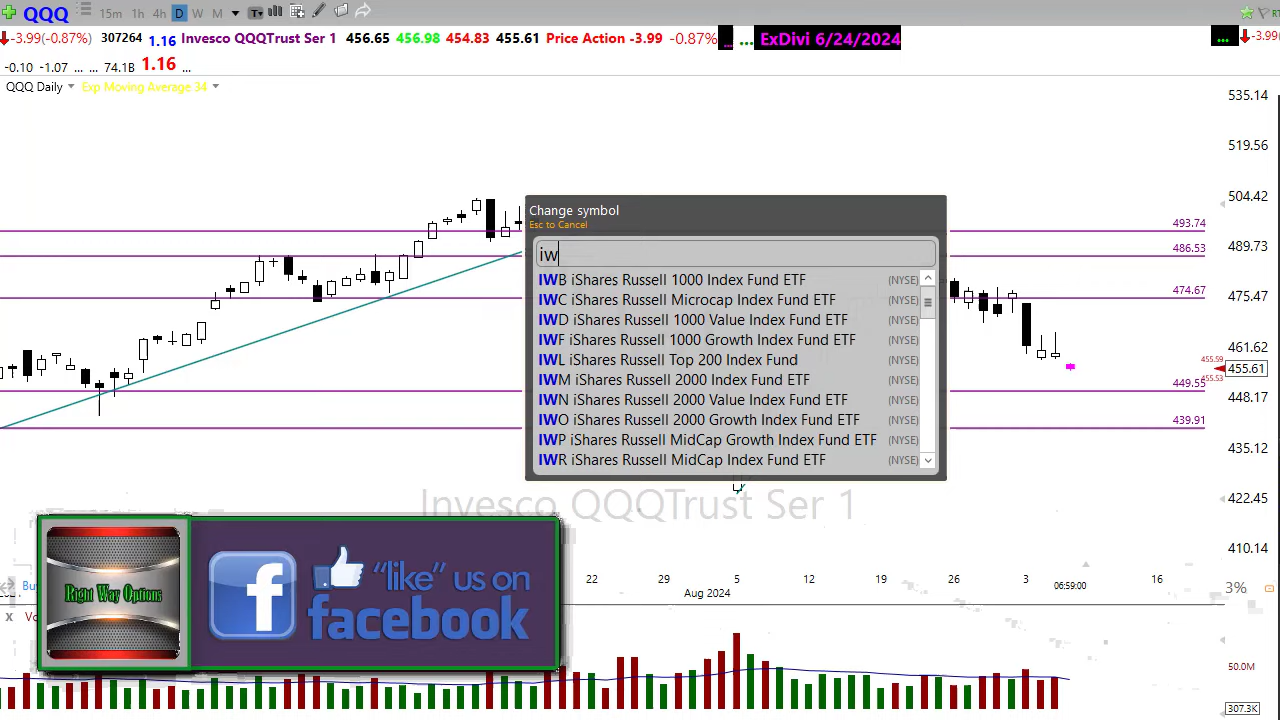 QQQ 15m 1h 4h D W M
-3.99(-0.87%) 307264 1.16 Invesco QQQTrust Ser 1 456.65 456.98 454.83 455.61 Price Action -3.99 -0.87% ... ... ExDivi 6/24/2024 ... -3.99(
-0.10 -1.07 ... ... 74.1B 1.16 ...
QQQ Daily Exp Moving Average 34
535.14
519.56
504.42
493.74
489.73
486.53
474.67
475.47
461.62
455.59
455.61
455.53
449.55
448.17
439.91
435.12
422.45
410.14
Change symbol
Esc to Cancel
iw
IWB iShares Russell 1000 Index Fund ETF (NYSE)
IWC iShares Russell Microcap Index Fund ETF (NYSE)
IWD iShares Russell 1000 Value Index Fund ETF (NYSE)
IWF iShares Russell 1000 Growth Index Fund ETF (NYSE)
IWL iShares Russell Top 200 Index Fund (NYSE)
IWM iShares Russell 2000 Index Fund ETF (NYSE)
IWN iShares Russell 2000 Value Index Fund ETF (NYSE)
IWO iShares Russell 2000 Growth Index Fund ETF (NYSE)
IWP iShares Russell MidCap Growth Index Fund ETF (NYSE)
IWR iShares Russell MidCap Index Fund ETF (NYSE)
Invesco QQQTrust Ser 1
Right Way Options
f
"like" us on
facebook
22 29 5 12 19 26 3 06:59:00 16 3%
Aug 2024
X
50.0M
307.3K